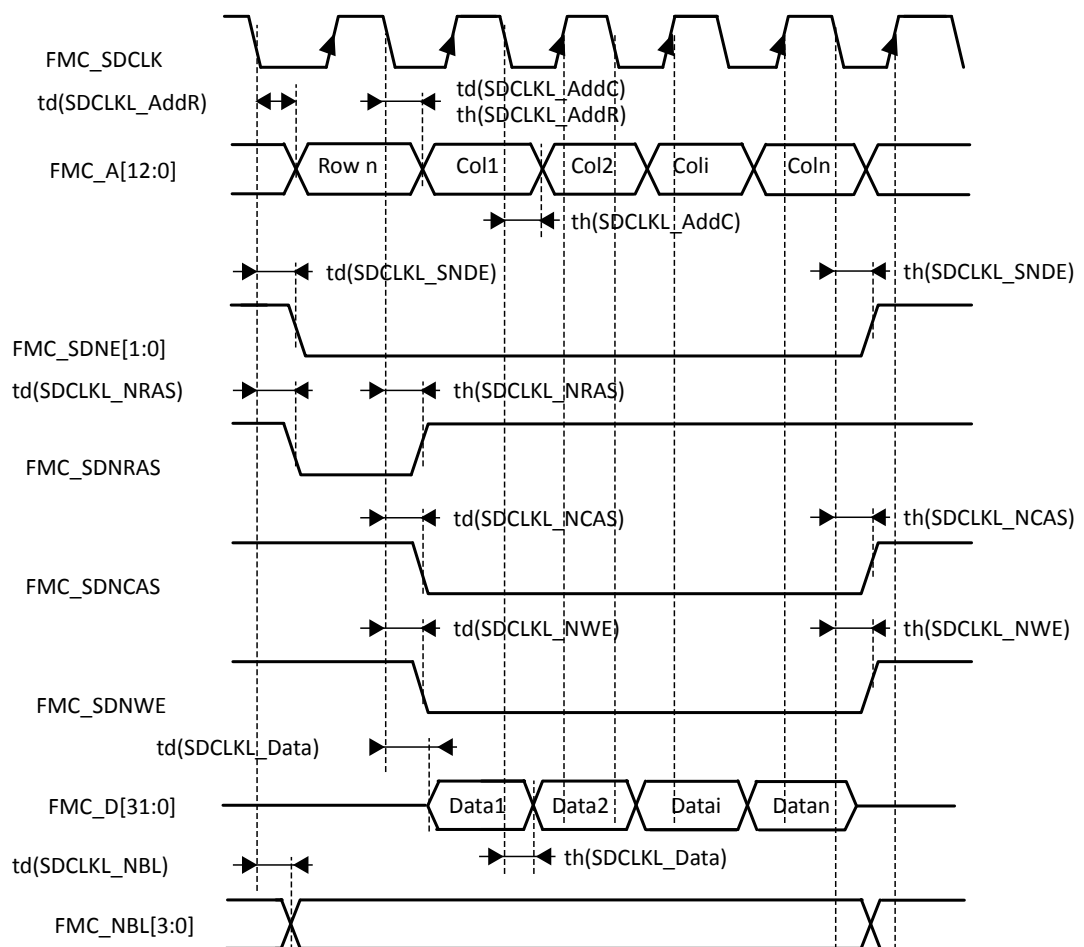 FMC_SDCLK
td(SDCLKL_AddR)
td(SDCLKL_AddC)
th(SDCLKL_AddR)
FMC_A[12:0]
Row n
Col1
Col2
Coli
Coln
th(SDCLKL_AddC)
td(SDCLKL_SNDE)
th(SDCLKL_SNDE)
FMC_SDNE[1:0]
td(SDCLKL_NRAS)
th(SDCLKL_NRAS)
FMC_SDNRAS
td(SDCLKL_NCAS)
th(SDCLKL_NCAS)
FMC_SDNCAS
td(SDCLKL_NWE)
th(SDCLKL_NWE)
FMC_SDNWE
td(SDCLKL_Data)
FMC_D[31:0]
Data1
Data2
Datai
Datan
th(SDCLKL_Data)
td(SDCLKL_NBL)
FMC_NBL[3:0]